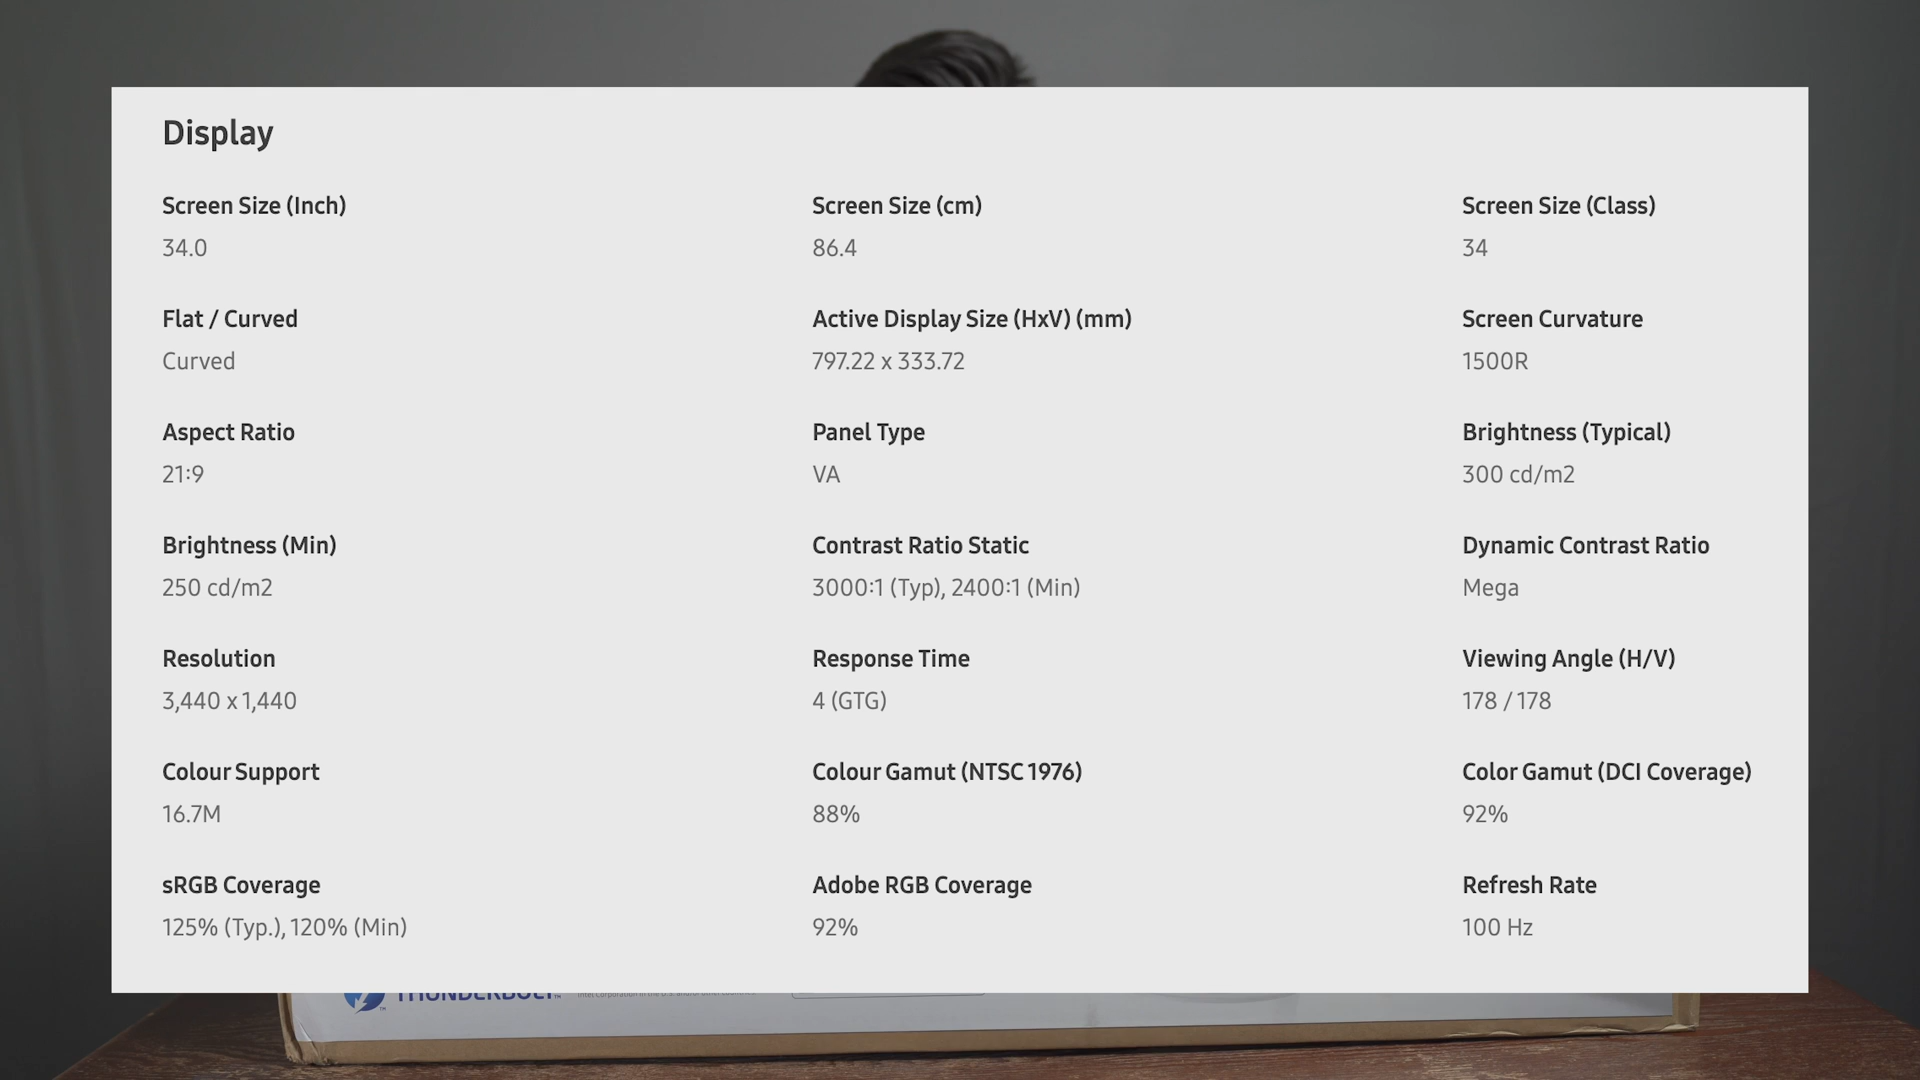 Display
Screen Size (Inch)
34.0
Screen Size (cm)
86.4
Screen Size (Class)
34
Flat / Curved
Curved
Active Display Size (HxV) (mm)
797.22 x 333.72
Screen Curvature
1500R
Aspect Ratio
21:9
Panel Type
VA
Brightness (Typical)
300 cd/m2
Brightness (Min)
250 cd/m2
Contrast Ratio Static
3000:1 (Typ), 2400:1 (Min)
Dynamic Contrast Ratio
Mega
Resolution
3,440 x 1,440
Response Time
4 (GTG)
Viewing Angle (H/V)
178 / 178
Colour Support
16.7M
Colour Gamut (NTSC 1976)
88%
Color Gamut (DCI Coverage)
92%
sRGB Coverage
125% (Typ.), 120% (Min)
Adobe RGB Coverage
92%
Refresh Rate
100 Hz
THUNDERBOLT™